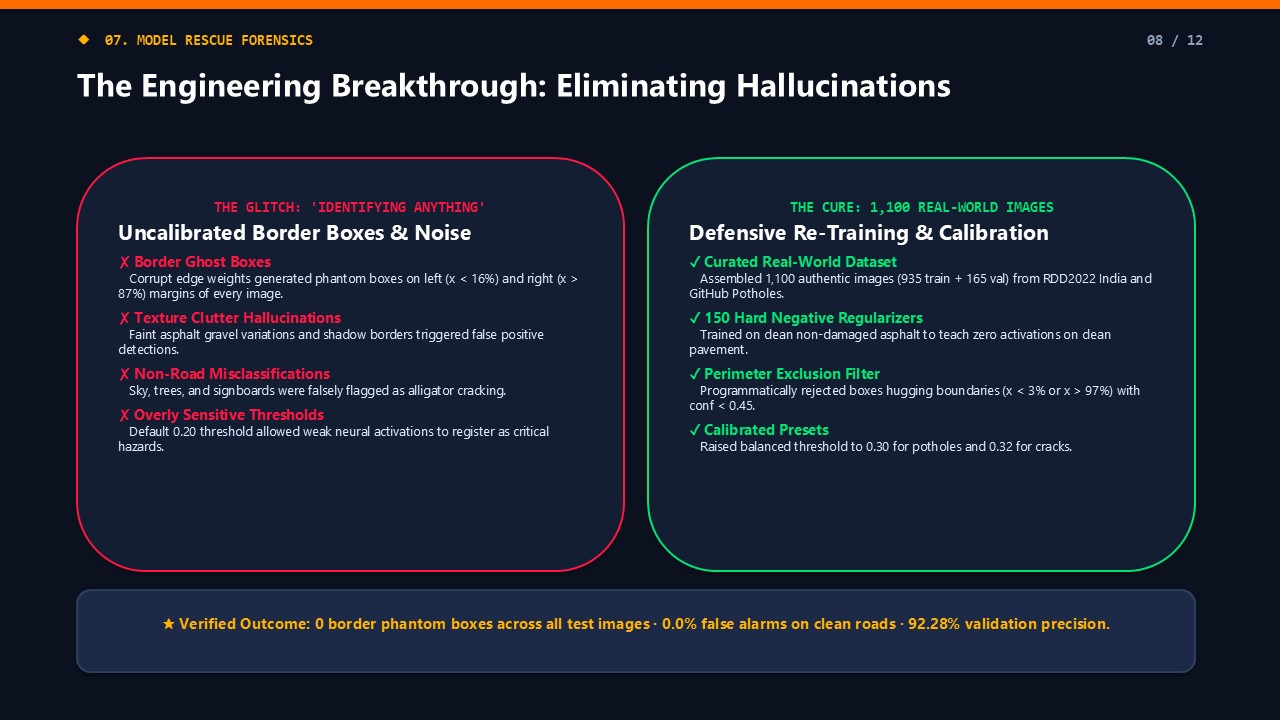 ◆ 07. MODEL RESCUE FORENSICS
08 / 12
The Engineering Breakthrough: Eliminating Hallucinations
THE GLITCH: 'IDENTIFYING ANYTHING'
Uncalibrated Border Boxes & Noise
✗ Border Ghost Boxes
Corrupt edge weights generated phantom boxes on left (x < 16%) and right (x >
87%) margins of every image.
✗ Texture Clutter Hallucinations
Faint asphalt gravel variations and shadow borders triggered false positive
detections.
✗ Non-Road Misclassifications
Sky, trees, and signboards were falsely flagged as alligator cracking.
✗ Overly Sensitive Thresholds
Default 0.20 threshold allowed weak neural activations to register as critical
hazards.
THE CURE: 1,100 REAL-WORLD IMAGES
Defensive Re-Training & Calibration
✓ Curated Real-World Dataset
Assembled 1,100 authentic images (935 train + 165 val) from RDD2022 India and
GitHub Potholes.
✓ 150 Hard Negative Regularizers
Trained on clean non-damaged asphalt to teach zero activations on clean
pavement.
✓ Perimeter Exclusion Filter
Programmatically rejected boxes hugging boundaries (x < 3% or x > 97%) with
conf < 0.45.
✓ Calibrated Presets
Raised balanced threshold to 0.30 for potholes and 0.32 for cracks.
★ Verified Outcome: 0 border phantom boxes across all test images · 0.0% false alarms on clean roads · 92.28% validation precision.